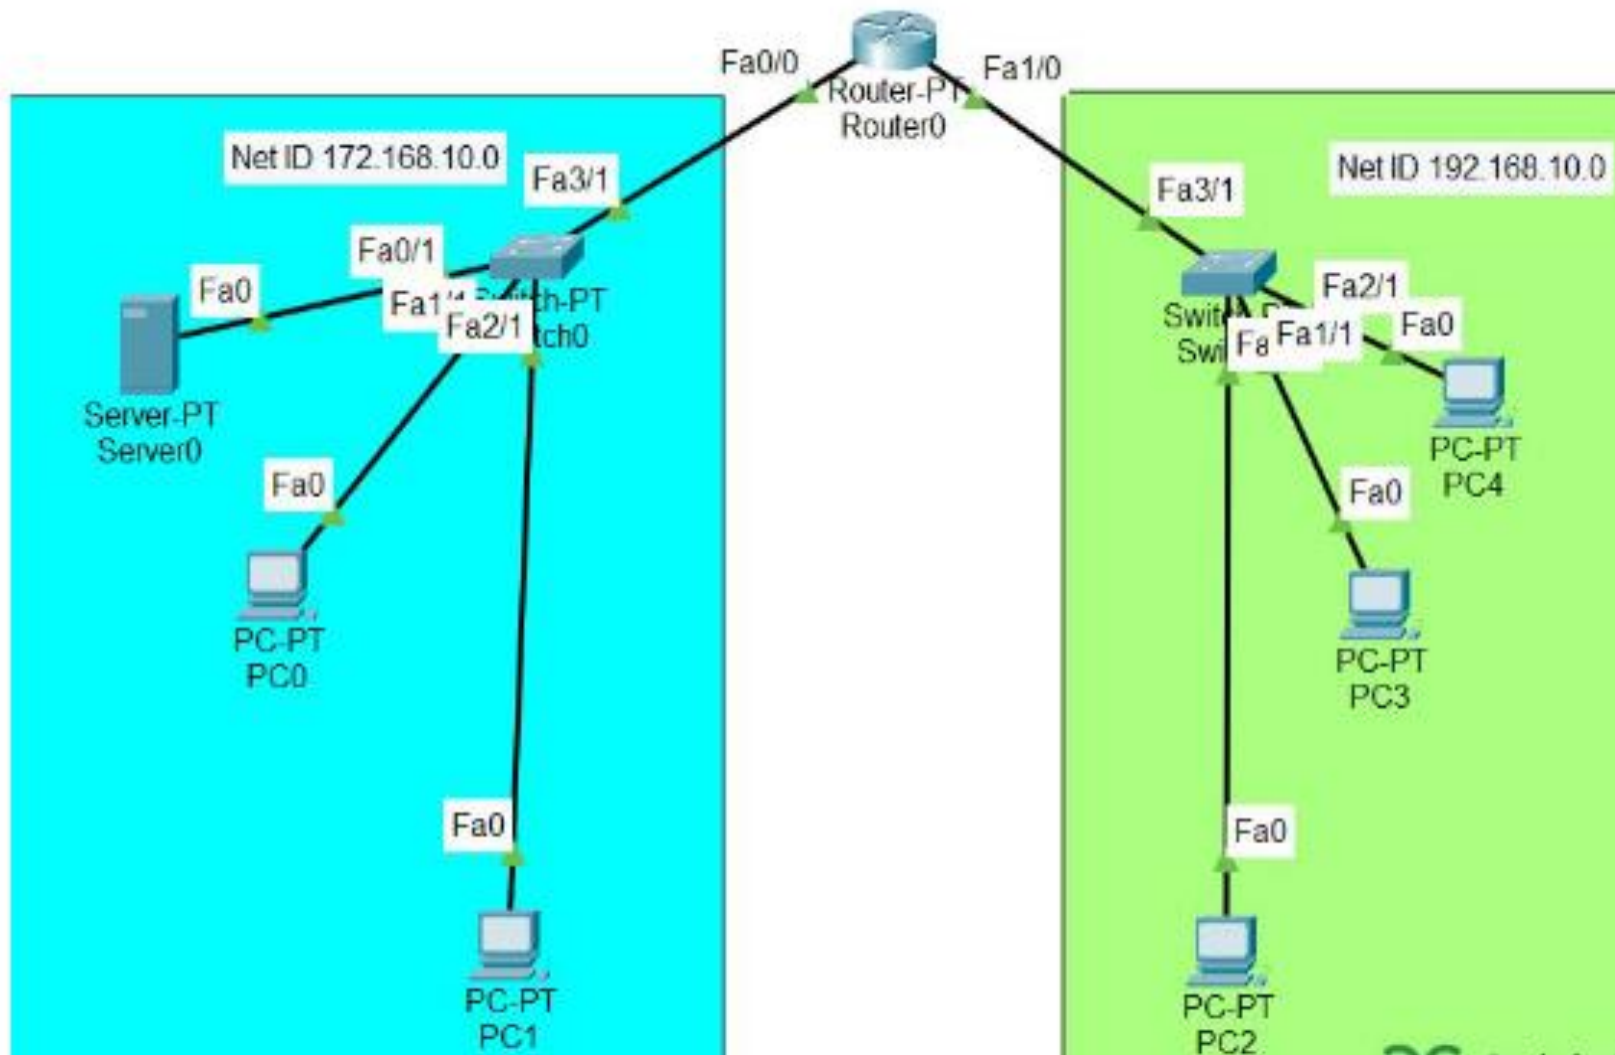 Fa0/0
Fa1/0
Router-PT
Router0
Net ID 172.168.10.0
Net ID 192.168.10.0
Fa3/1
Fa3/1
Fa0/1
Fa0
Fa2/1
Server-PT
Server0
Fa0
PC-PT
PC0
Fa0
PC-PT
PC1
Fa2/1
Fa1/1
Fa0
PC-PT
PC4
Fa0
PC-PT
PC3
Fa0
PC-PT
PC2